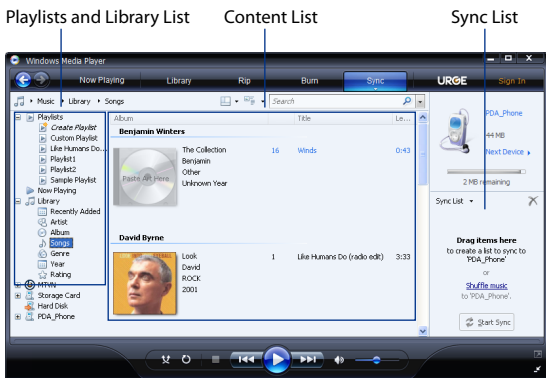 Playlists and Library List
Content List
Sync List
Windows Media Player
Now Playing
Library
Rip
Burn
Sync
URGE
Sign In
Music ▸ Library ▸ Songs
Search
Playlists
Create Playlist
Custom Playlist
Like Humans Do...
Playlist1
Playlist2
Sample Playlist
Now Playing
Library
Recently Added
Artist
Album
Songs
Genre
Year
Rating
MTVN
Storage Card
Hard Disk
PDA_Phone
Album
Title
Le...
Benjamin Winters
Paste Art Here
The Collection
16
Winds
0:43
Benjamin
Other
Unknown Year
David Byrne
Look
1
Like Humans Do (radio edit)
3:33
David
ROCK
2001
PDA_Phone
44 MB
Next Device
2 MB remaining
Sync List
Drag items here
to create a list to sync to
'PDA_Phone'
or
Shuffle music
to 'PDA_Phone'.
Start Sync